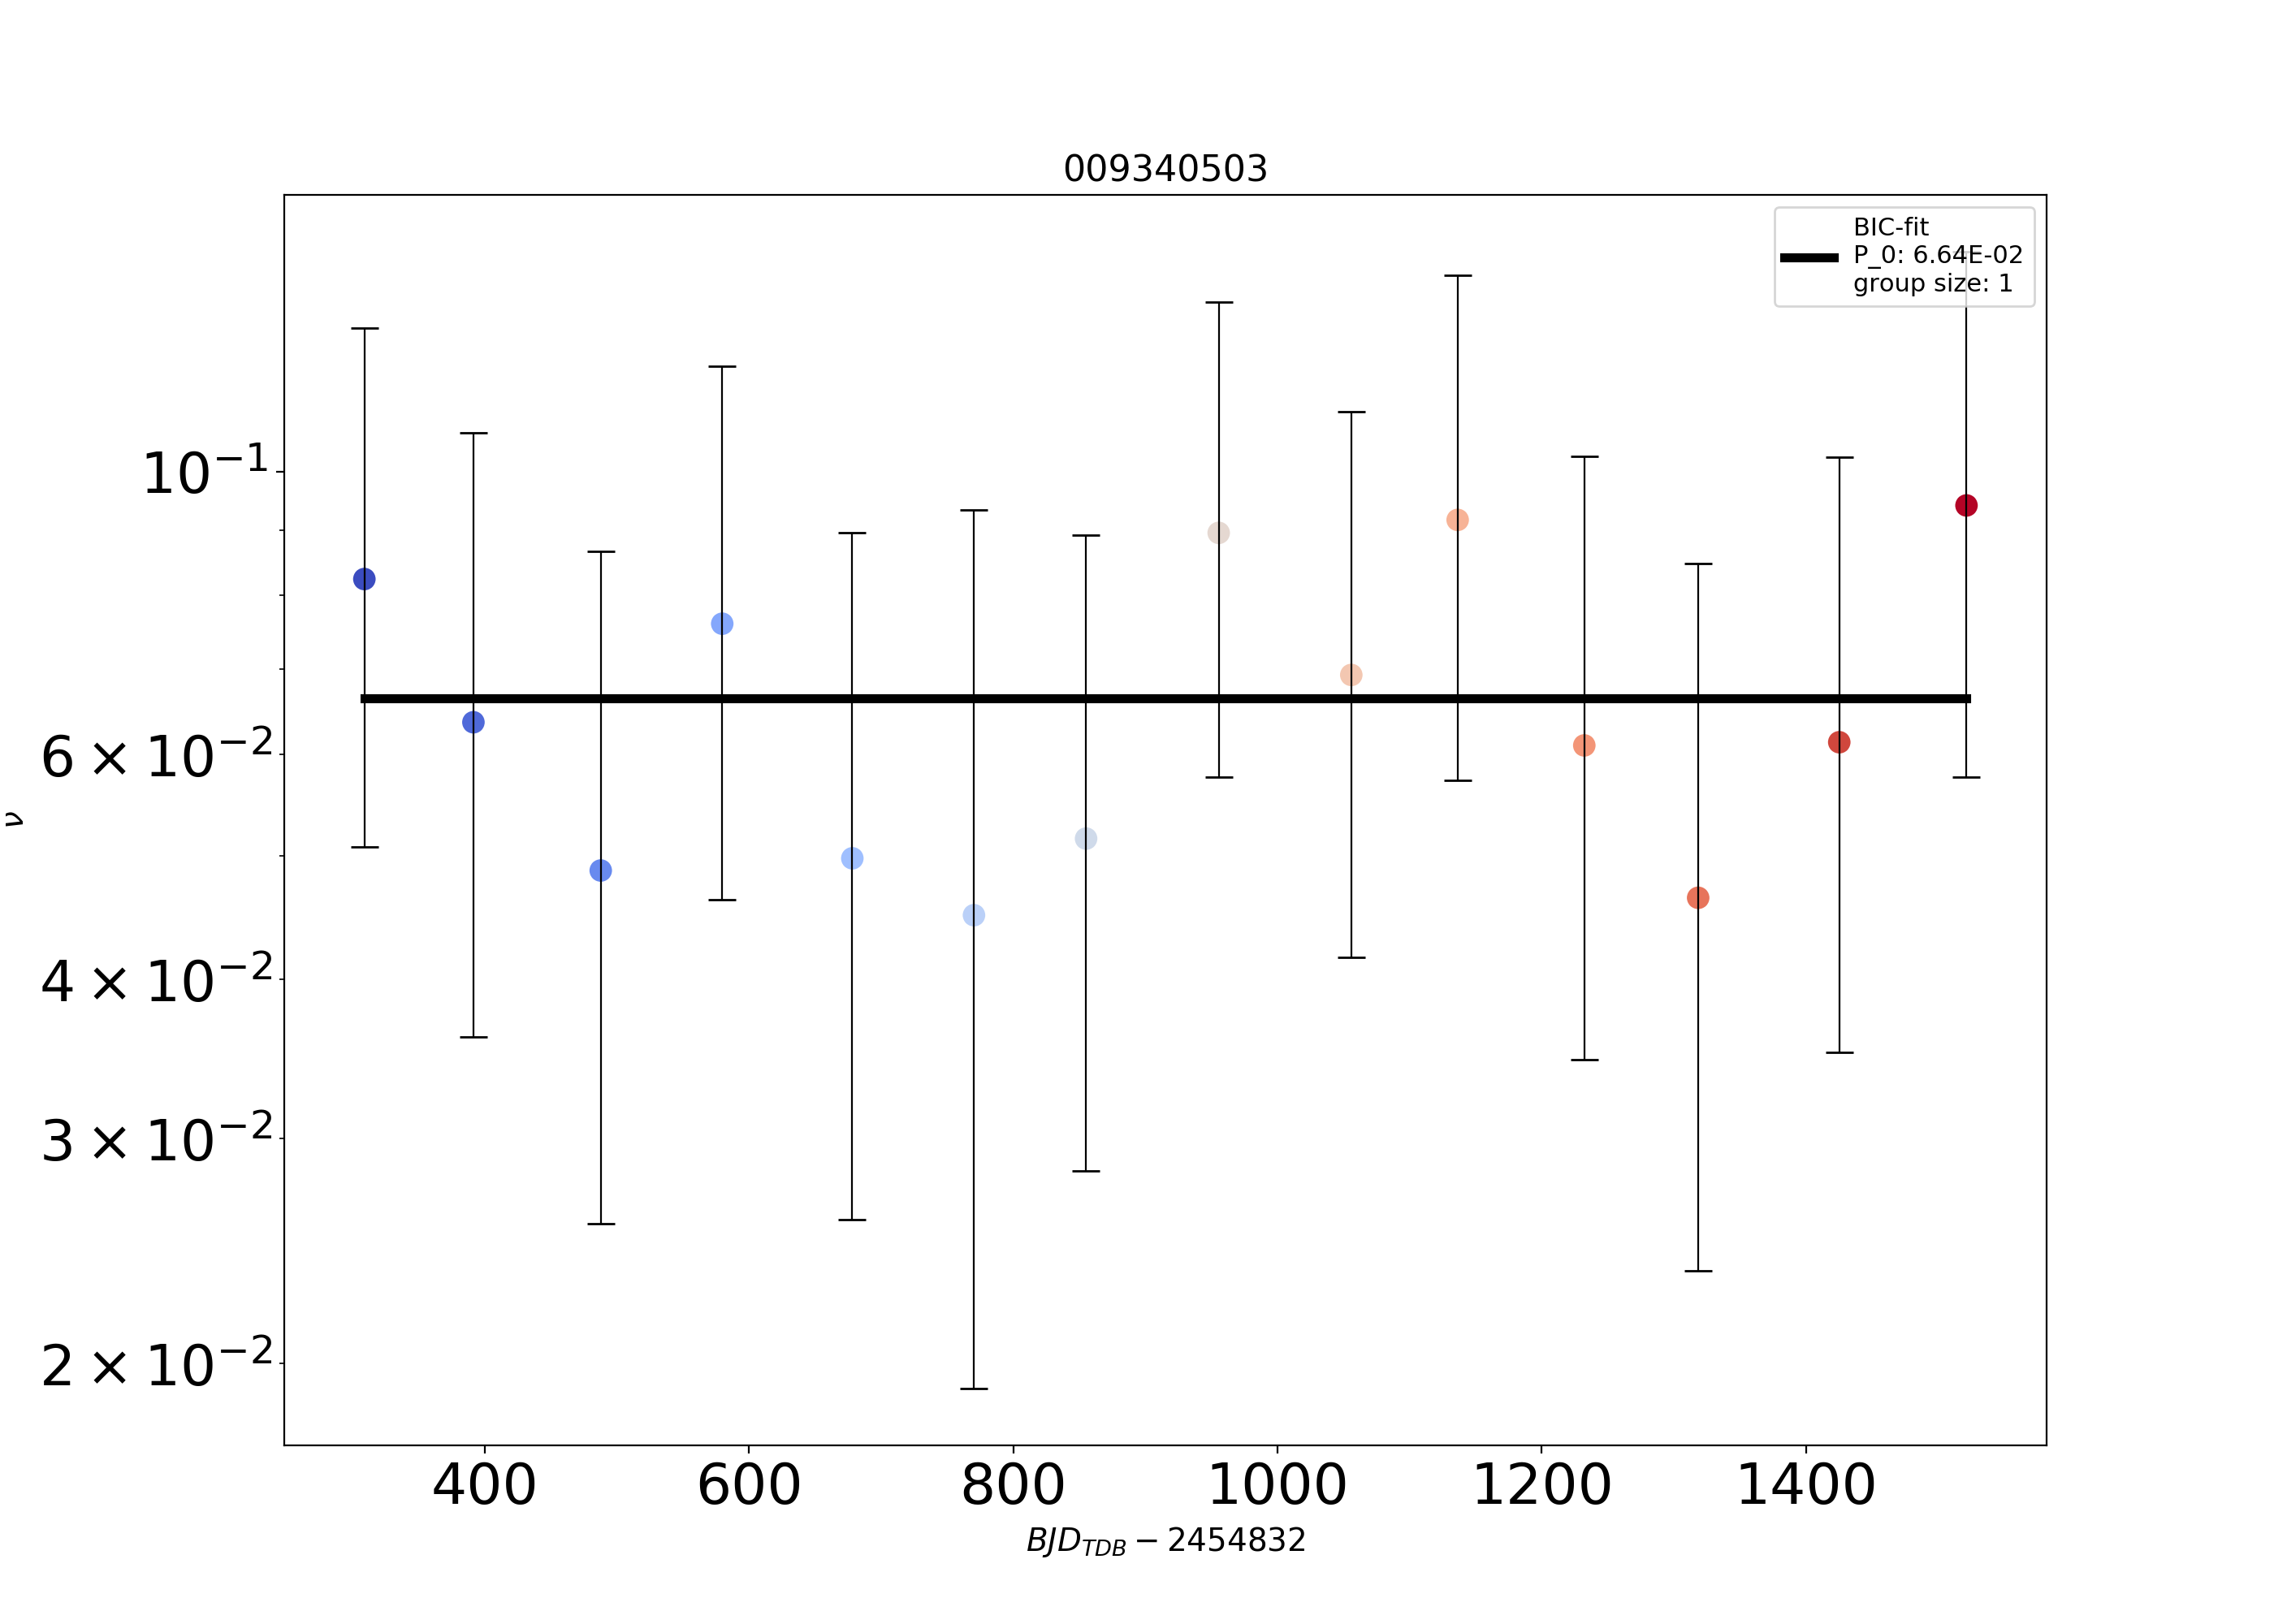 009340503
BIC-fit
P_0: 6.64E-02
group size: 1
10⁻¹
6 × 10⁻²
4 × 10⁻²
3 × 10⁻²
2 × 10⁻²
ν
400 600 800 1000 1200 1400
BJD_TDB − 2454832